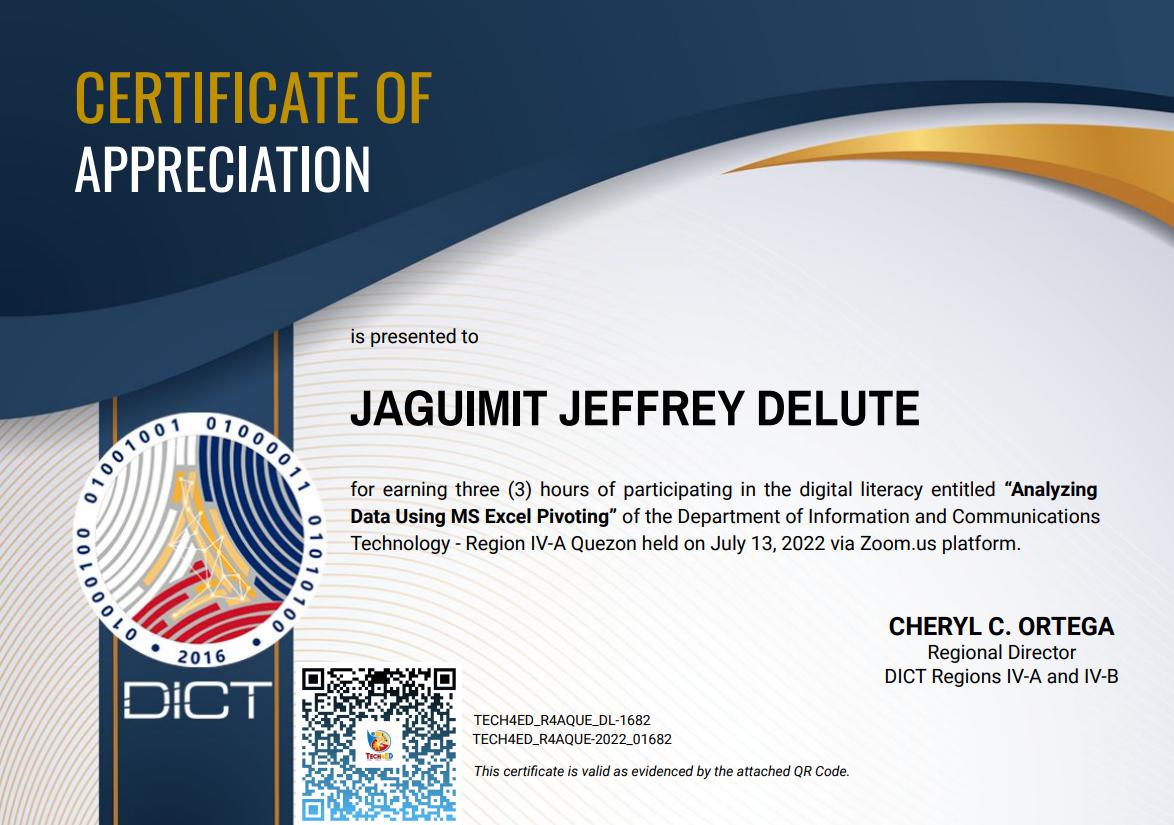 CERTIFICATE OF
APPRECIATION
is presented to
JAGUIMIT JEFFREY DELUTE
for earning three (3) hours of participating in the digital literacy entitled “Analyzing
Data Using MS Excel Pivoting” of the Department of Information and Communications
Technology - Region IV-A Quezon held on July 13, 2022 via Zoom.us platform.
CHERYL C. ORTEGA
Regional Director
DICT Regions IV-A and IV-B
01000100 01001001 01000011 01010100
• 2016 •
DICT
TECH4ED
TECH4ED_R4AQUE_DL-1682
TECH4ED_R4AQUE-2022_01682
This certificate is valid as evidenced by the attached QR Code.